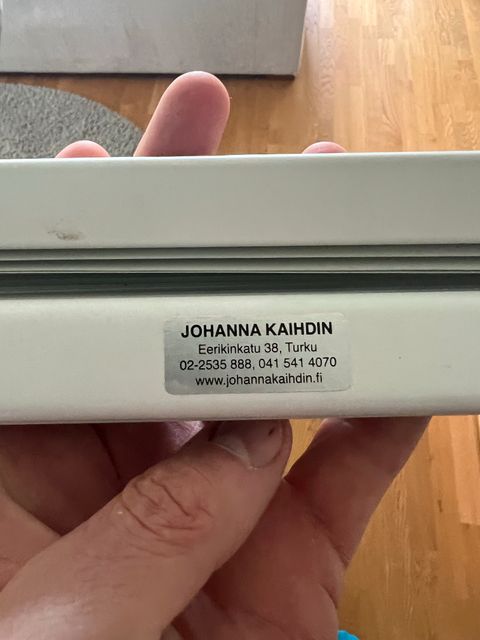 JOHANNA KAIHDIN
Eerikinkatu 38, Turku
02-2535 888, 041 541 4070
www.johannakaihdin.fi